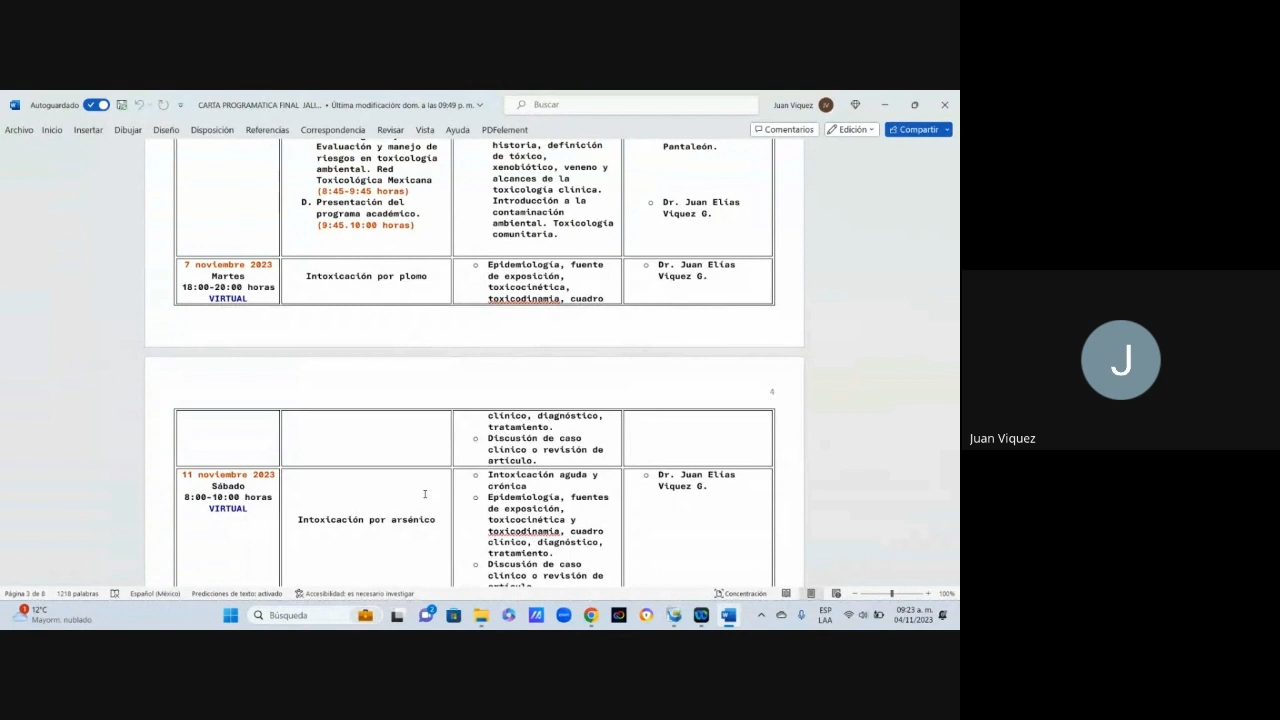 Autoguardado
CARTA PROGRAMATICA FINAL JALI... • Última modificación: dom. a las 09:49 p. m.
Buscar
Juan Viquez
JV
Archivo Inicio Insertar Dibujar Diseño Disposición Referencias Correspondencia Revisar Vista Ayuda PDFelement
Comentarios
Edición
Compartir
Evaluación y manejo de
riesgos en toxicología
ambiental. Red
Toxicológica Mexicana
(8:45-9:45 horas)
D. Presentación del
programa académico.
(9:45.10:00 horas)
historia, definición
de tóxico,
xenobiótico, veneno y
alcances de la
toxicología clínica.
Introducción a la
contaminación
ambiental. Toxicología
comunitaria.
Pantaleón.
o Dr. Juan Elías
Viquez G.
7 noviembre 2023
Martes
18:00-20:00 horas
VIRTUAL
Intoxicación por plomo
o Epidemiología, fuente
de exposición,
toxicocinética,
toxicodinamia, cuadro
o Dr. Juan Elías
Viquez G.
4
clínico, diagnóstico,
tratamiento.
o Discusión de caso
clínico o revisión de
artículo.
11 noviembre 2023
Sábado
8:00-10:00 horas
VIRTUAL
Intoxicación por arsénico
o Intoxicación aguda y
crónica
o Epidemiología, fuentes
de exposición,
toxicocinética y
toxicodinamia, cuadro
clínico, diagnóstico,
tratamiento.
o Discusión de caso
clínico o revisión de
artículo.
o Dr. Juan Elías
Viquez G.
Página 3 de 8 1218 palabras Español (México) Predicciones de texto: activado Accesibilidad: es necesario investigar
Concentración
100%
1
12°C
Mayorm. nublado
Búsqueda
2
ESP
LAA
09:23 a. m.
04/11/2023
J
Juan Viquez